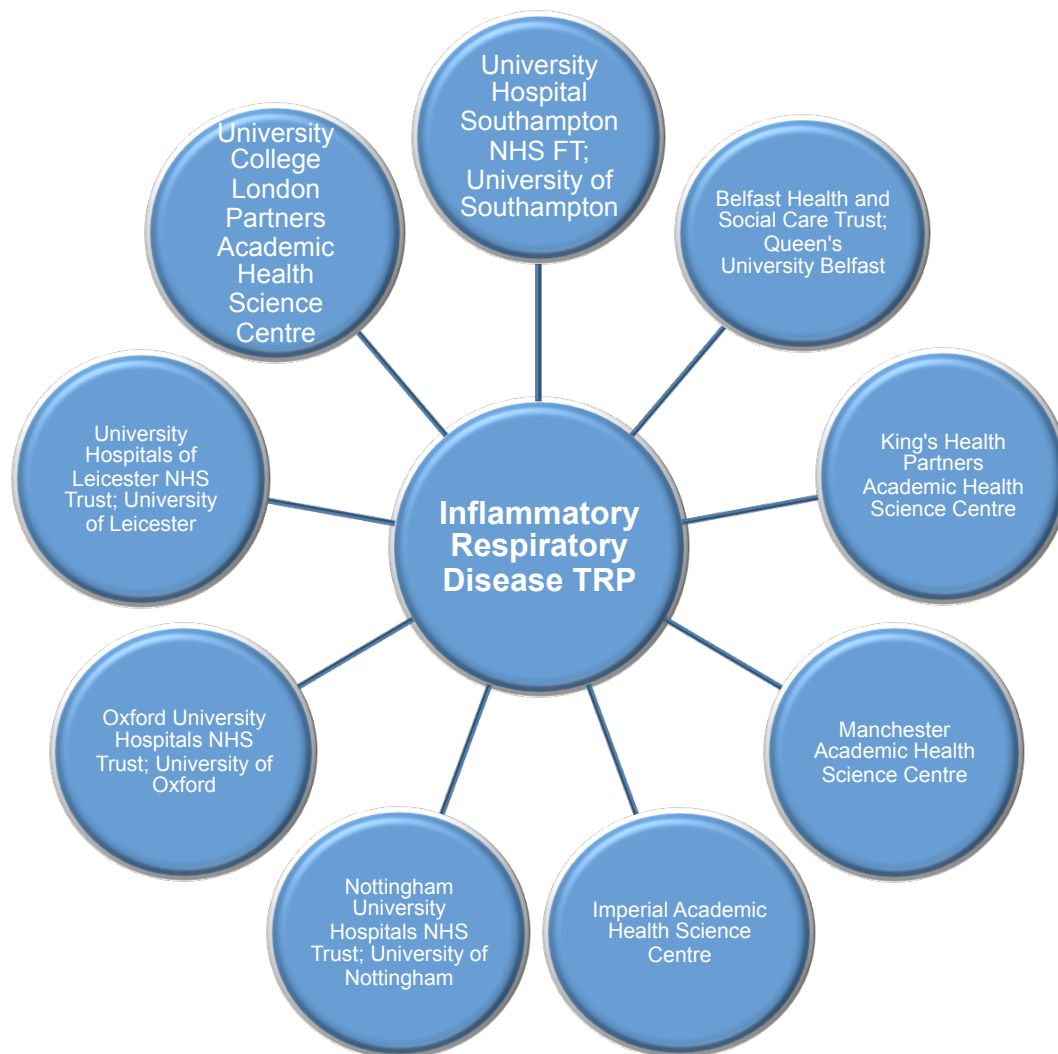 University
Hospital
Southampton
NHS FT;
University of
Southampton
Belfast Health and
Social Care Trust;
Queen's
University Belfast
King's Health
Partners
Academic Health
Science Centre
Manchester
Academic Health
Science Centre
Imperial Academic
Health Science
Centre
Nottingham
University
Hospitals NHS
Trust; University of
Nottingham
Oxford University
Hospitals NHS
Trust; University of
Oxford
University
Hospitals of
Leicester NHS
Trust; University
of Leicester
University
College
London
Partners
Academic
Health
Science
Centre
Inflammatory
Respiratory
Disease TRP